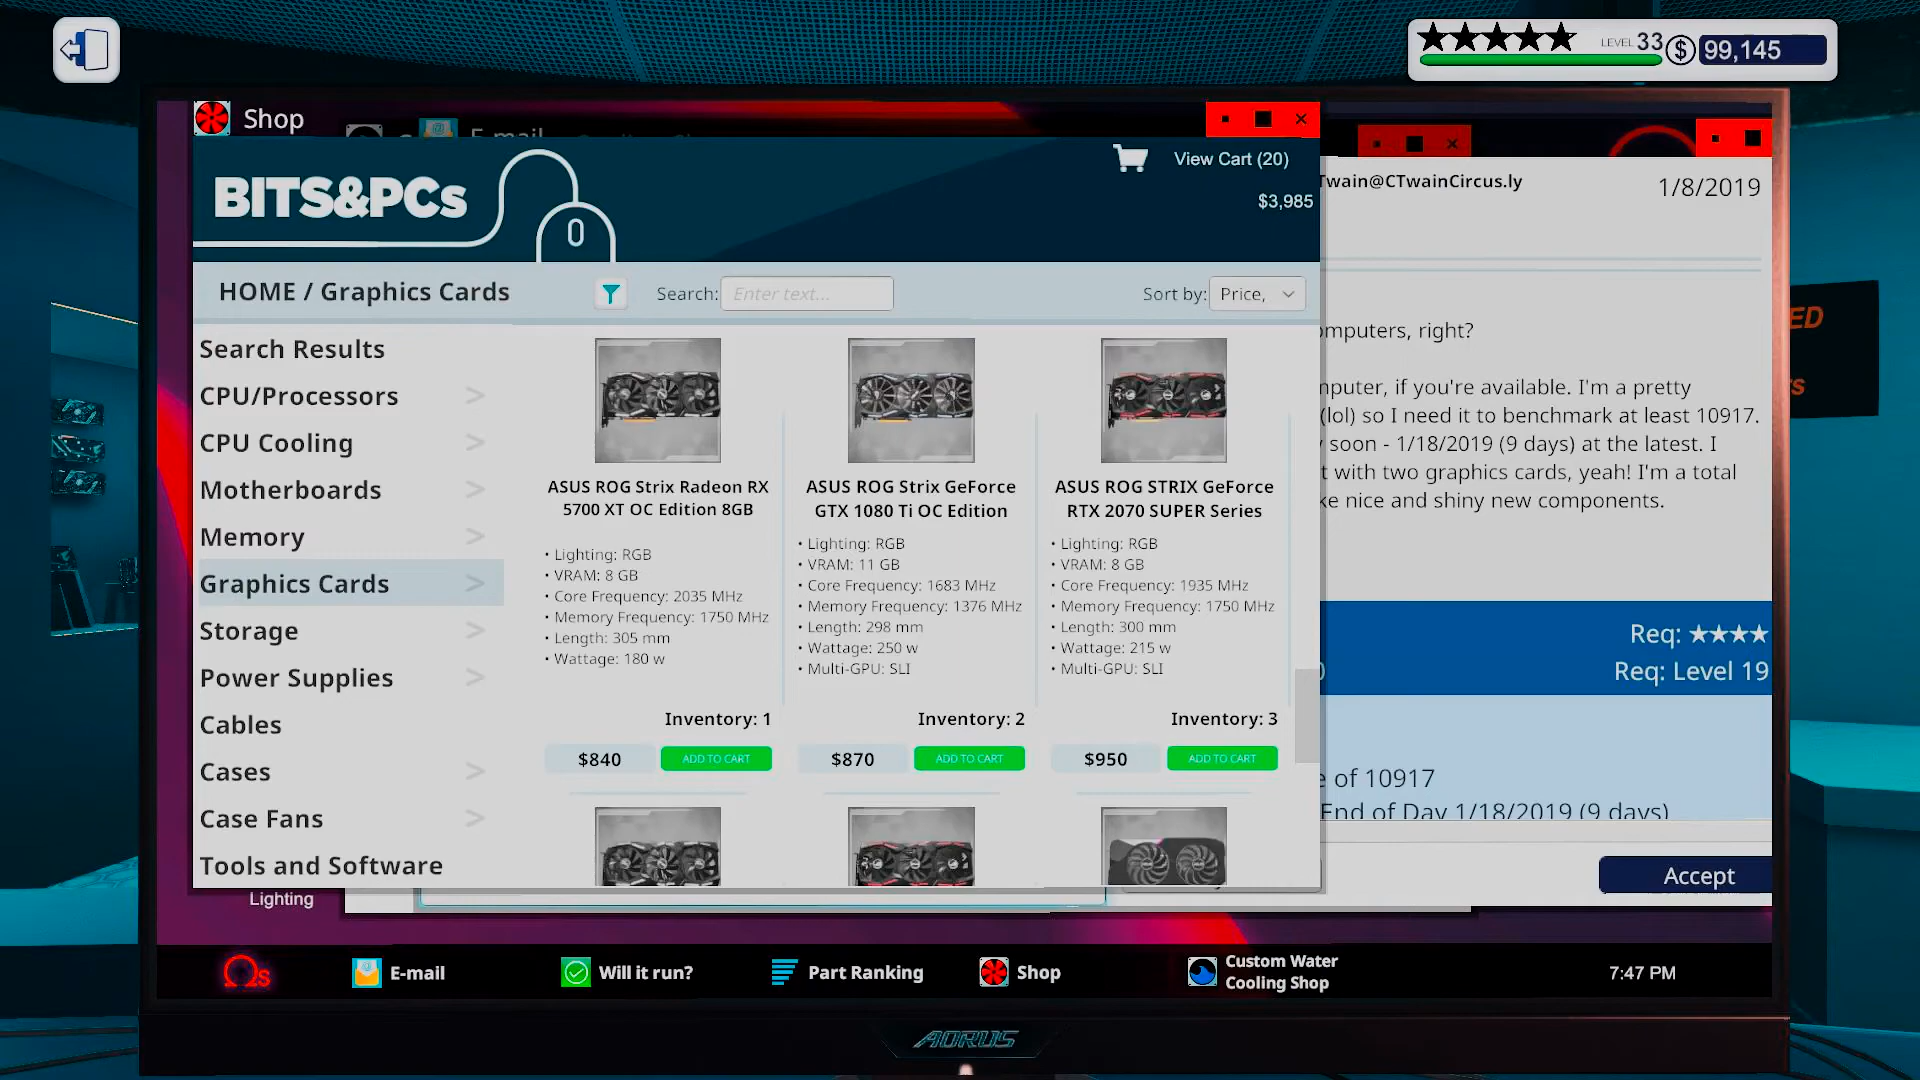 LEVEL 33 $ 99,145
Shop
E-mail
BITS&PCs
View Cart (20)
$3,985
Twain@CTwainCircus.ly
1/8/2019
HOME / Graphics Cards
Search: Enter text...
Sort by: Price,
Search Results
CPU/Processors >
CPU Cooling >
Motherboards >
Memory >
Graphics Cards >
Storage >
Power Supplies >
Cables
Cases >
Case Fans >
Tools and Software
Lighting
ASUS ROG Strix Radeon RX
5700 XT OC Edition 8GB
• Lighting: RGB
• VRAM: 8 GB
• Core Frequency: 2035 MHz
• Memory Frequency: 1750 MHz
• Length: 305 mm
• Wattage: 180 w
Inventory: 1
$840 ADD TO CART
ASUS ROG Strix GeForce
GTX 1080 Ti OC Edition
• Lighting: RGB
• VRAM: 11 GB
• Core Frequency: 1683 MHz
• Memory Frequency: 1376 MHz
• Length: 298 mm
• Wattage: 250 w
• Multi-GPU: SLI
Inventory: 2
$870 ADD TO CART
ASUS ROG STRIX GeForce
RTX 2070 SUPER Series
• Lighting: RGB
• VRAM: 8 GB
• Core Frequency: 1935 MHz
• Memory Frequency: 1750 MHz
• Length: 300 mm
• Wattage: 215 w
• Multi-GPU: SLI
Inventory: 3
$950 ADD TO CART
omputers, right?
mputer, if you're available. I'm a pretty
(lol) so I need it to benchmark at least 10917.
y soon - 1/18/2019 (9 days) at the latest. I
t with two graphics cards, yeah! I'm a total
ke nice and shiny new components.
Req: ★★★★
Req: Level 19
e of 10917
End of Day 1/18/2019 (9 days)
Accept
ED
E-mail
Will it run?
Part Ranking
Shop
Custom Water
Cooling Shop
7:47 PM
AORUS